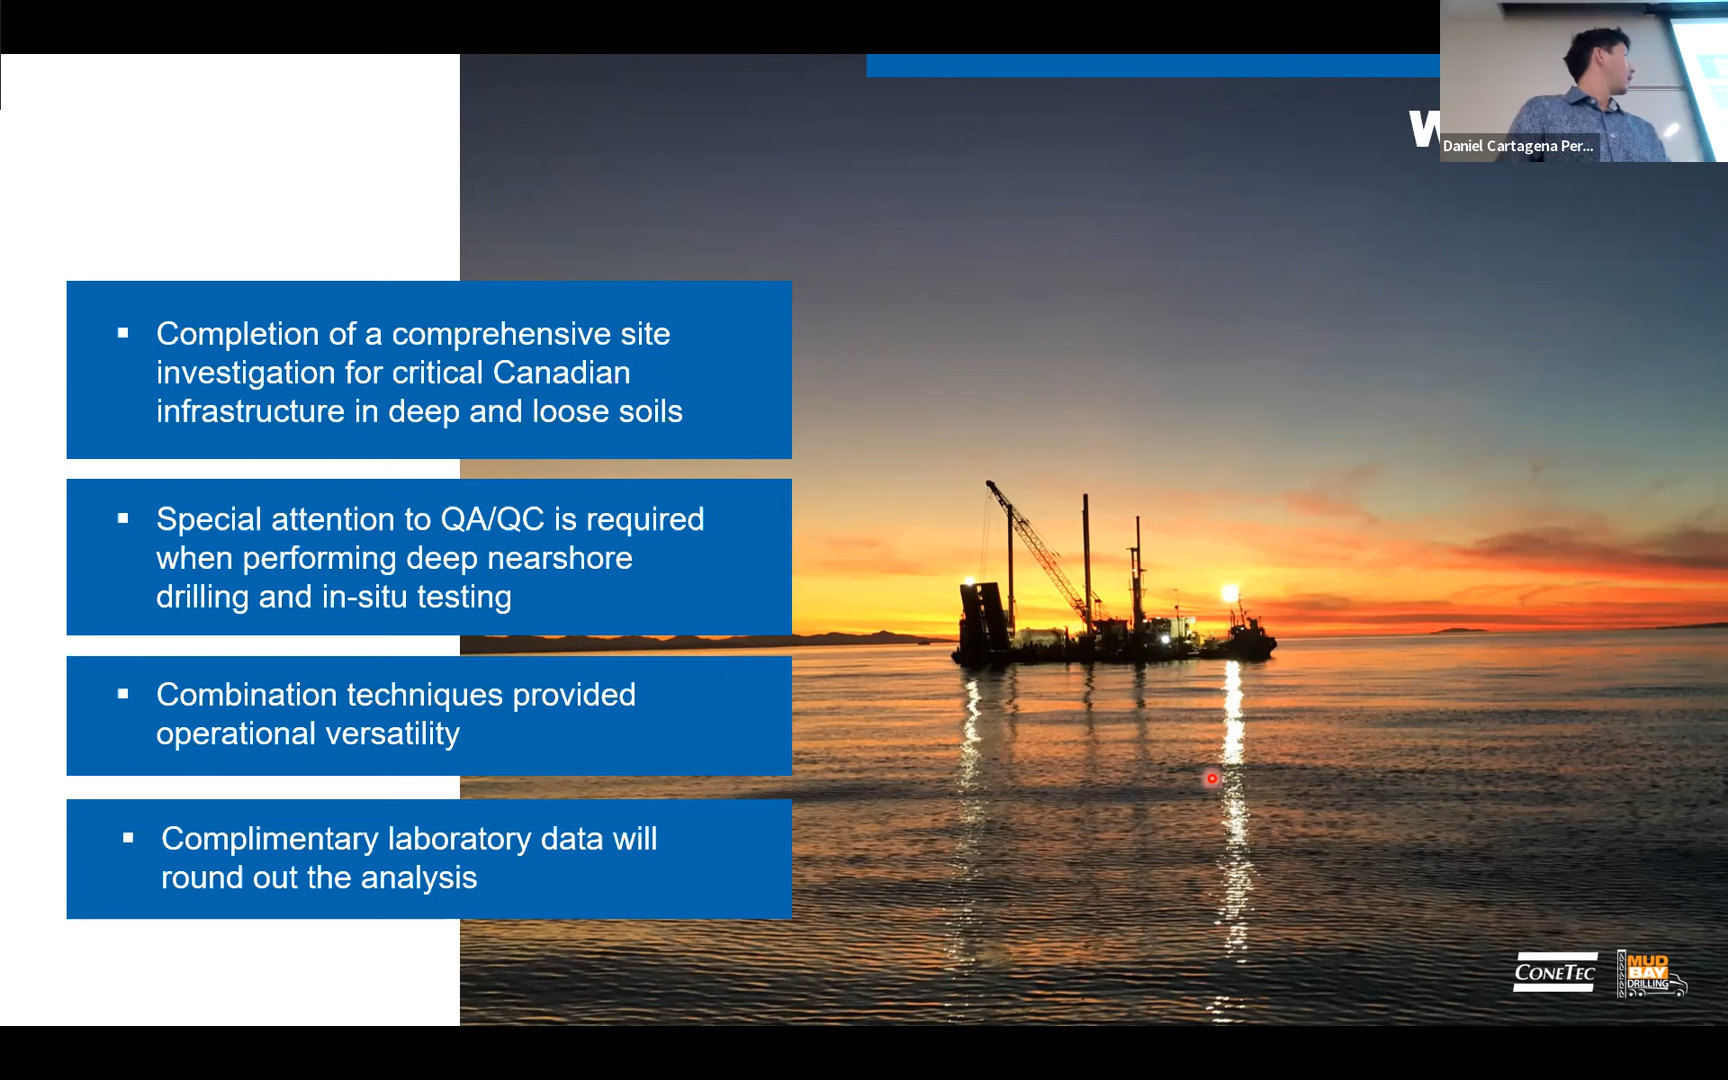 Daniel Cartagena Per...
▪ Completion of a comprehensive site
investigation for critical Canadian
infrastructure in deep and loose soils
▪ Special attention to QA/QC is required
when performing deep nearshore
drilling and in-situ testing
▪ Combination techniques provided
operational versatility
▪ Complimentary laboratory data will
round out the analysis
CONETEC
MUD
BAY
DRILLING